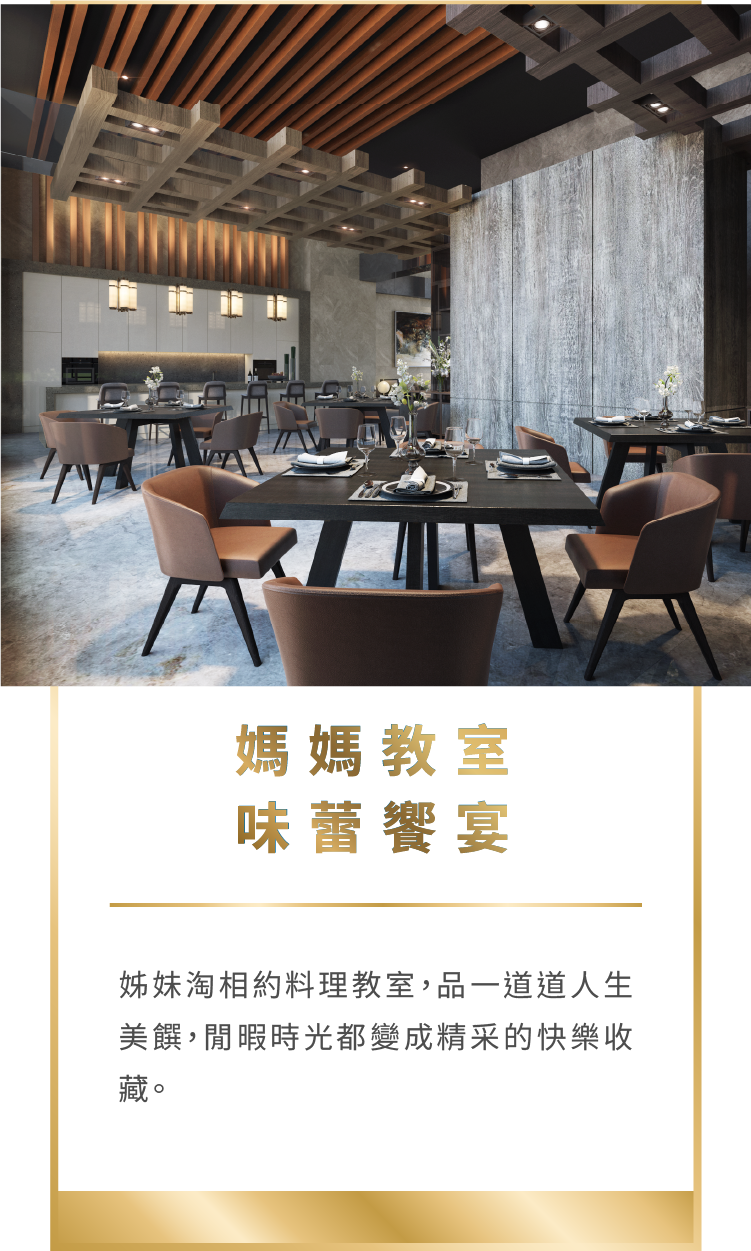 媽媽教室
味蕾饗宴
姊妹淘相約料理教室，品一道道人生
美饌，閒暇時光都變成精采的快樂收
藏。